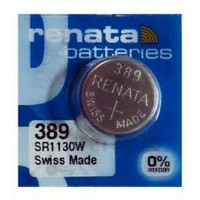 renata
batteries
389
RENATA
+
SWISS MADE
389
SR1130W
Swiss Made
0%
MERCURY